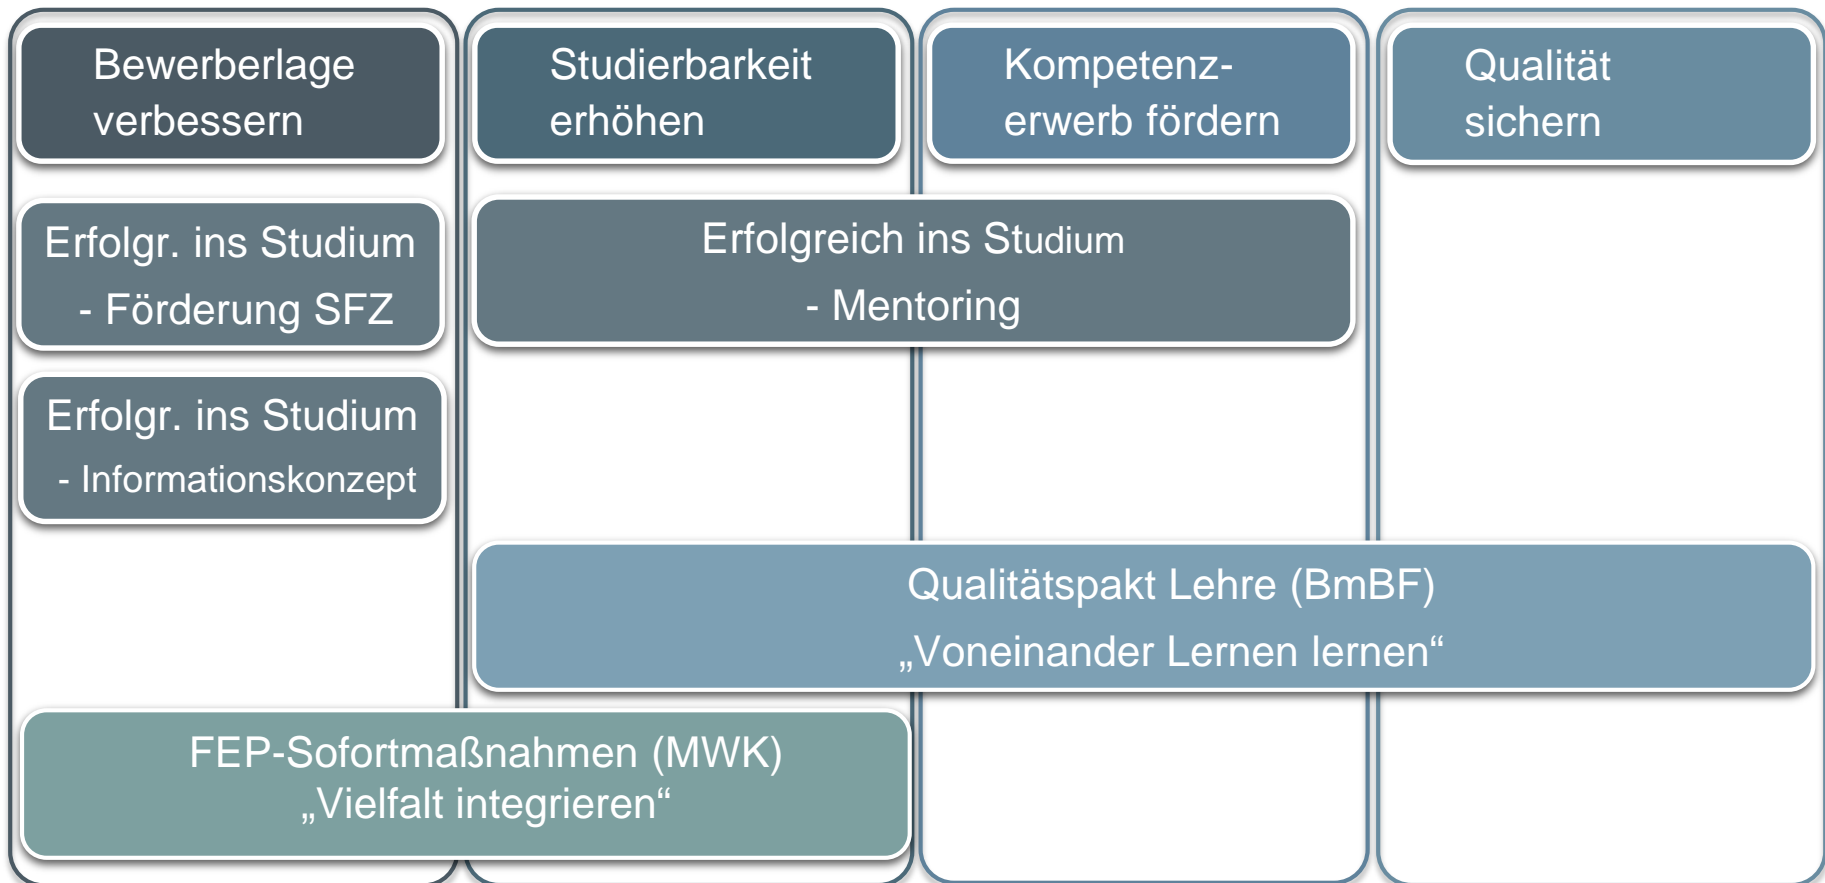 Bewerberlage
verbessern
Studierbarkeit
erhöhen
Kompetenz-
erwerb fördern
Qualität
sichern
Erfolgr. ins Studium
- Förderung SFZ
Erfolgreich ins Studium
- Mentoring
Erfolgr. ins Studium
- Informationskonzept
Qualitätspakt Lehre (BmBF)
„Voneinander Lernen lernen“
FEP-Sofortmaßnahmen (MWK)
„Vielfalt integrieren“